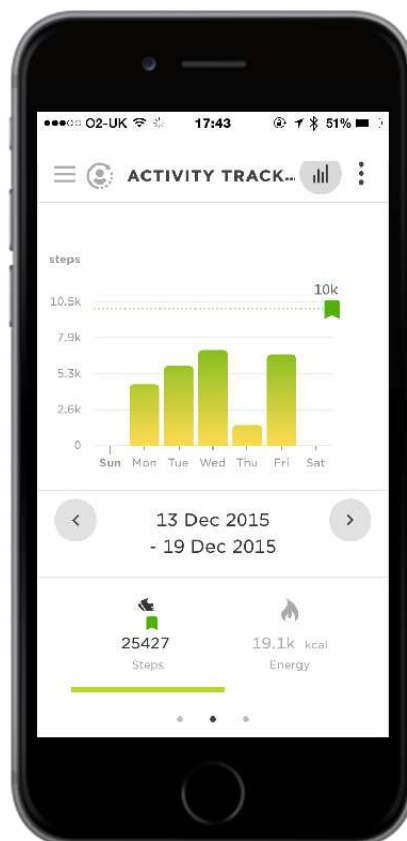 O2-UK 17:43 51%
ACTIVITY TRACK...
steps
10k
10.5k
7.9k
5.3k
2.6k
0
Sun Mon Tue Wed Thu Fri Sat
13 Dec 2015
- 19 Dec 2015
25427 19.1k kcal
Steps Energy